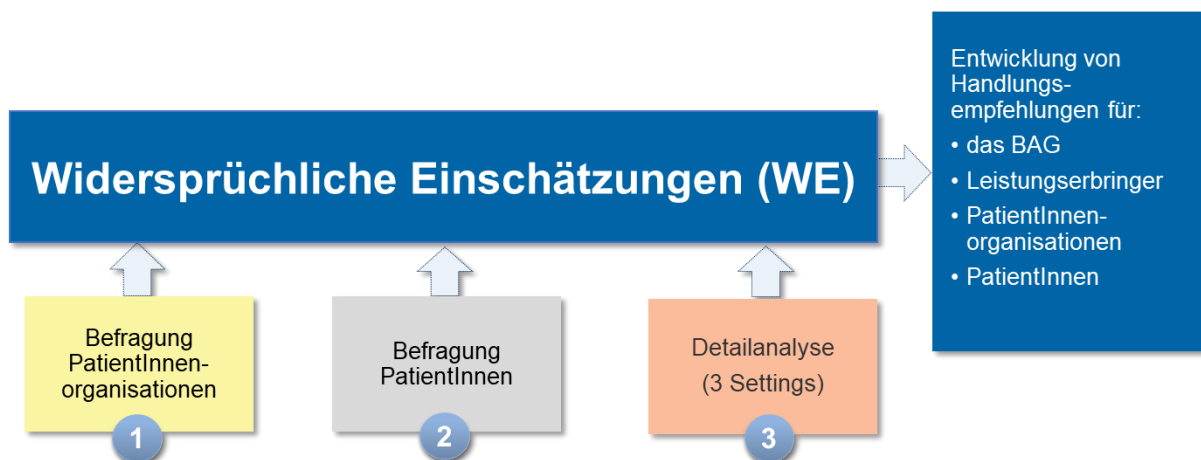 Widersprüchliche Einschätzungen (WE)
Befragung
PatientInnen-
organisationen
1
Befragung
PatientInnen
2
Detailanalyse
(3 Settings)
3
Entwicklung von
Handlungs-
empfehlungen für:
• das BAG
• Leistungserbringer
• PatientInnen-
organisationen
• PatientInnen